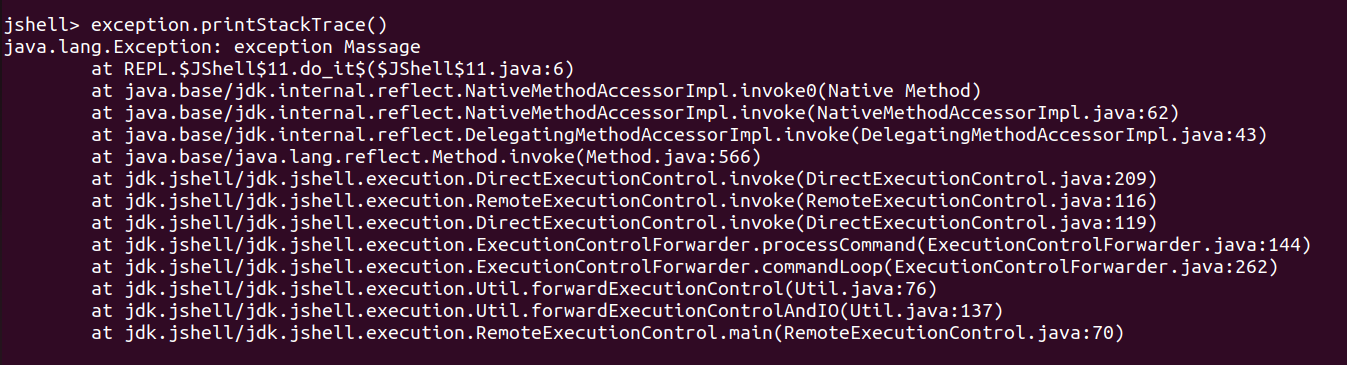 jshell> exception.printStackTrace()
java.lang.Exception: exception Massage
at REPL.$JShell$11.do_it$($JShell$11.java:6)
at java.base/jdk.internal.reflect.NativeMethodAccessorImpl.invoke0(Native Method)
at java.base/jdk.internal.reflect.NativeMethodAccessorImpl.invoke(NativeMethodAccessorImpl.java:62)
at java.base/jdk.internal.reflect.DelegatingMethodAccessorImpl.invoke(DelegatingMethodAccessorImpl.java:43)
at java.base/java.lang.reflect.Method.invoke(Method.java:566)
at jdk.jshell/jdk.jshell.execution.DirectExecutionControl.invoke(DirectExecutionControl.java:209)
at jdk.jshell/jdk.jshell.execution.RemoteExecutionControl.invoke(RemoteExecutionControl.java:116)
at jdk.jshell/jdk.jshell.execution.DirectExecutionControl.invoke(DirectExecutionControl.java:119)
at jdk.jshell/jdk.jshell.execution.ExecutionControlForwarder.processCommand(ExecutionControlForwarder.java:144)
at jdk.jshell/jdk.jshell.execution.ExecutionControlForwarder.commandLoop(ExecutionControlForwarder.java:262)
at jdk.jshell/jdk.jshell.execution.Util.forwardExecutionControl(Util.java:76)
at jdk.jshell/jdk.jshell.execution.Util.forwardExecutionControlAndIO(Util.java:137)
at jdk.jshell/jdk.jshell.execution.RemoteExecutionControl.main(RemoteExecutionControl.java:70)